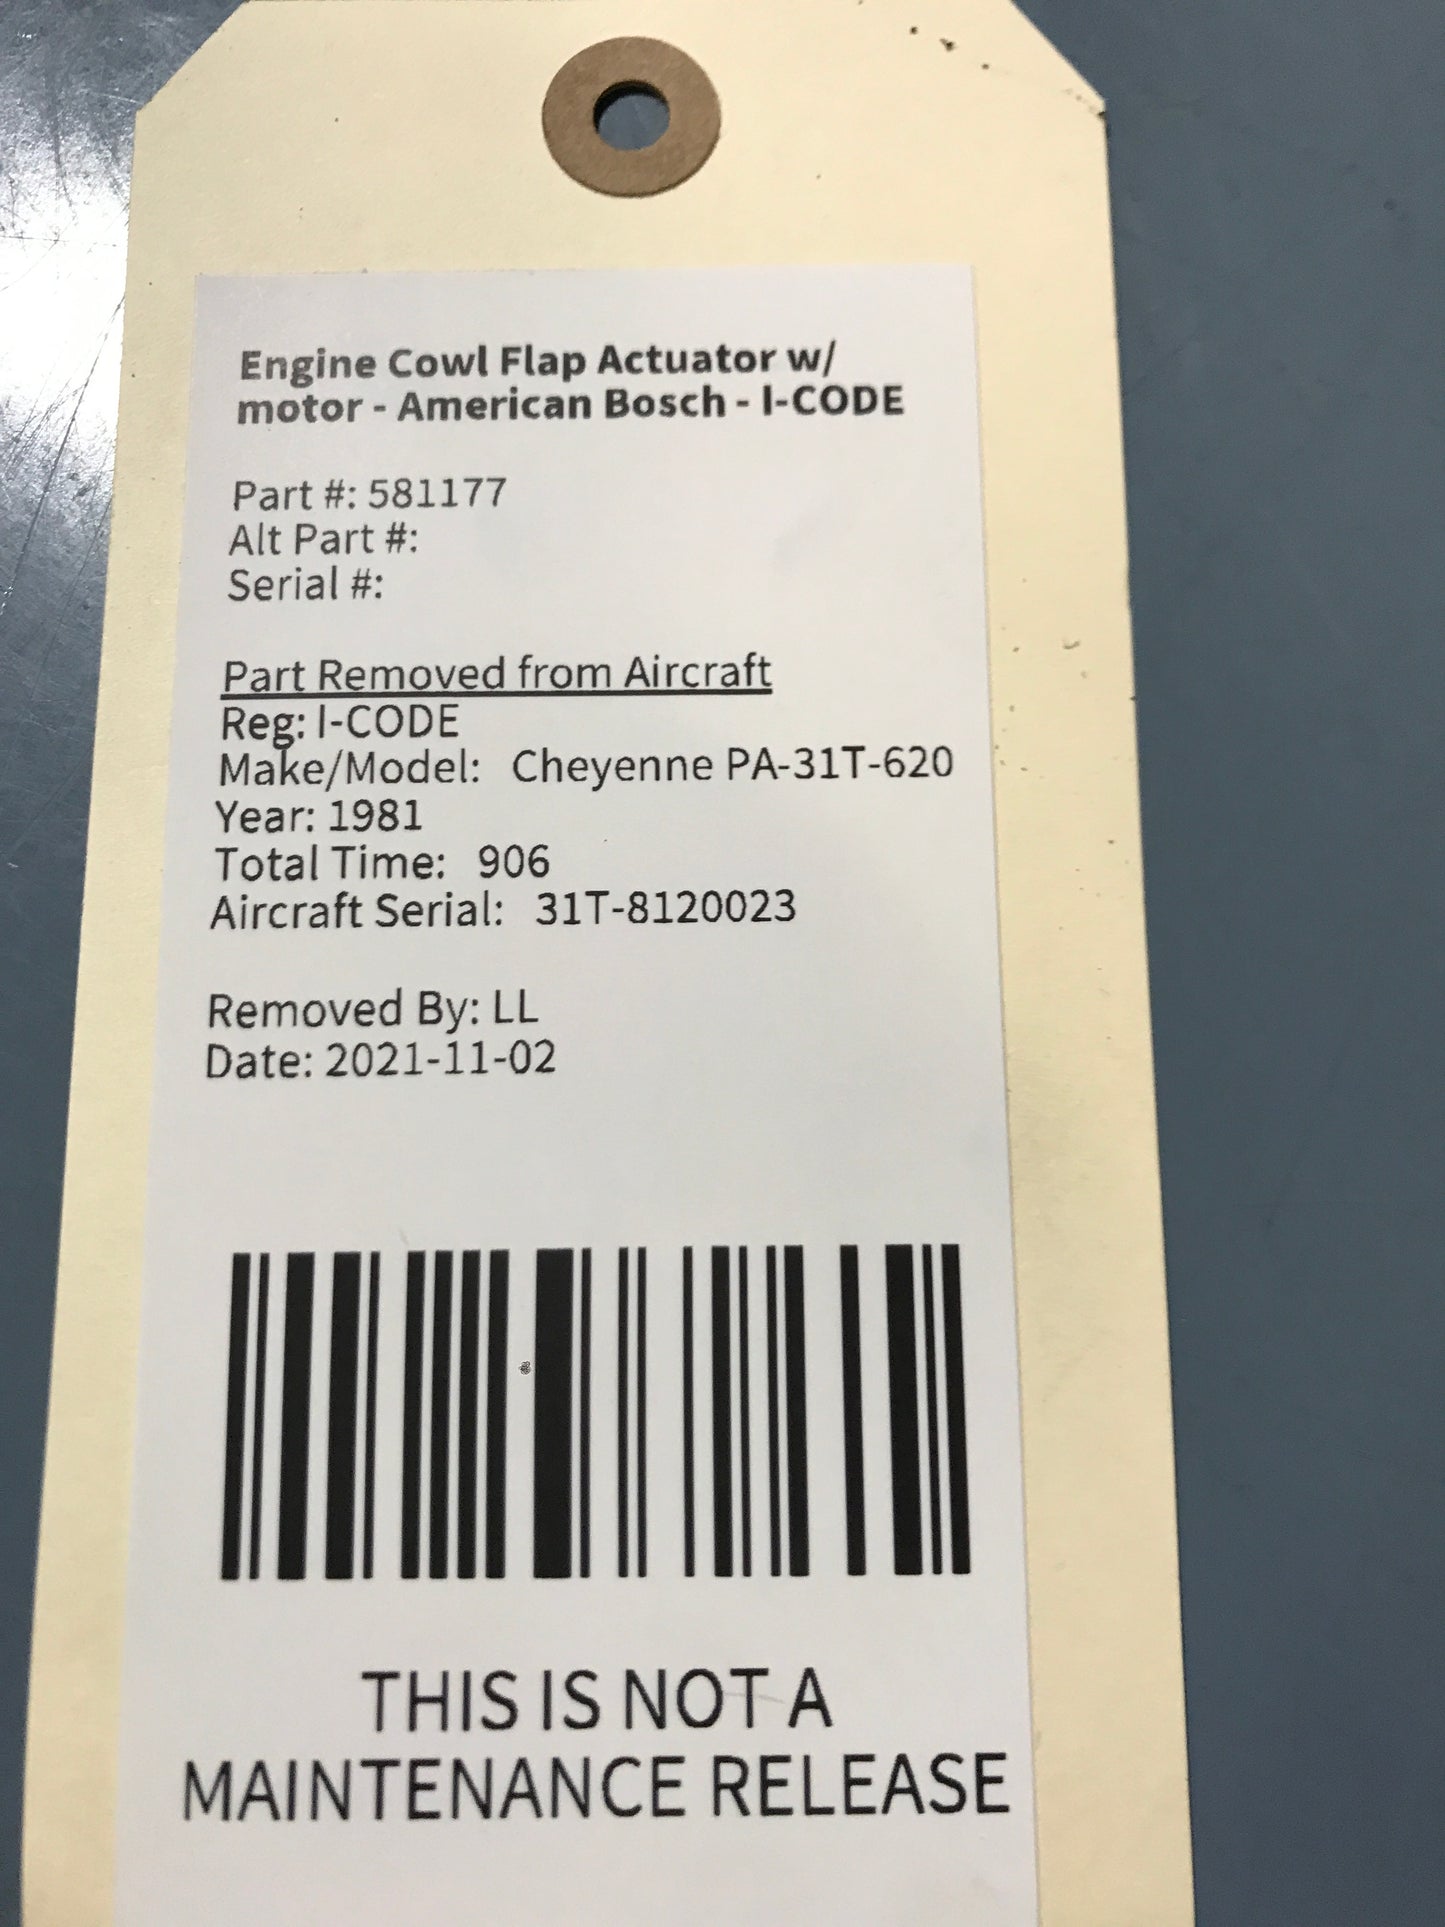 Engine Cowl Flap Actuator w/
motor - American Bosch - I-CODE
Part #: 581177
Alt Part #:
Serial #:
Part Removed from Aircraft
Reg: I-CODE
Make/Model: Cheyenne PA-31T-620
Year: 1981
Total Time: 906
Aircraft Serial: 31T-8120023
Removed By: LL
Date: 2021-11-02
THIS IS NOT A
MAINTENANCE RELEASE